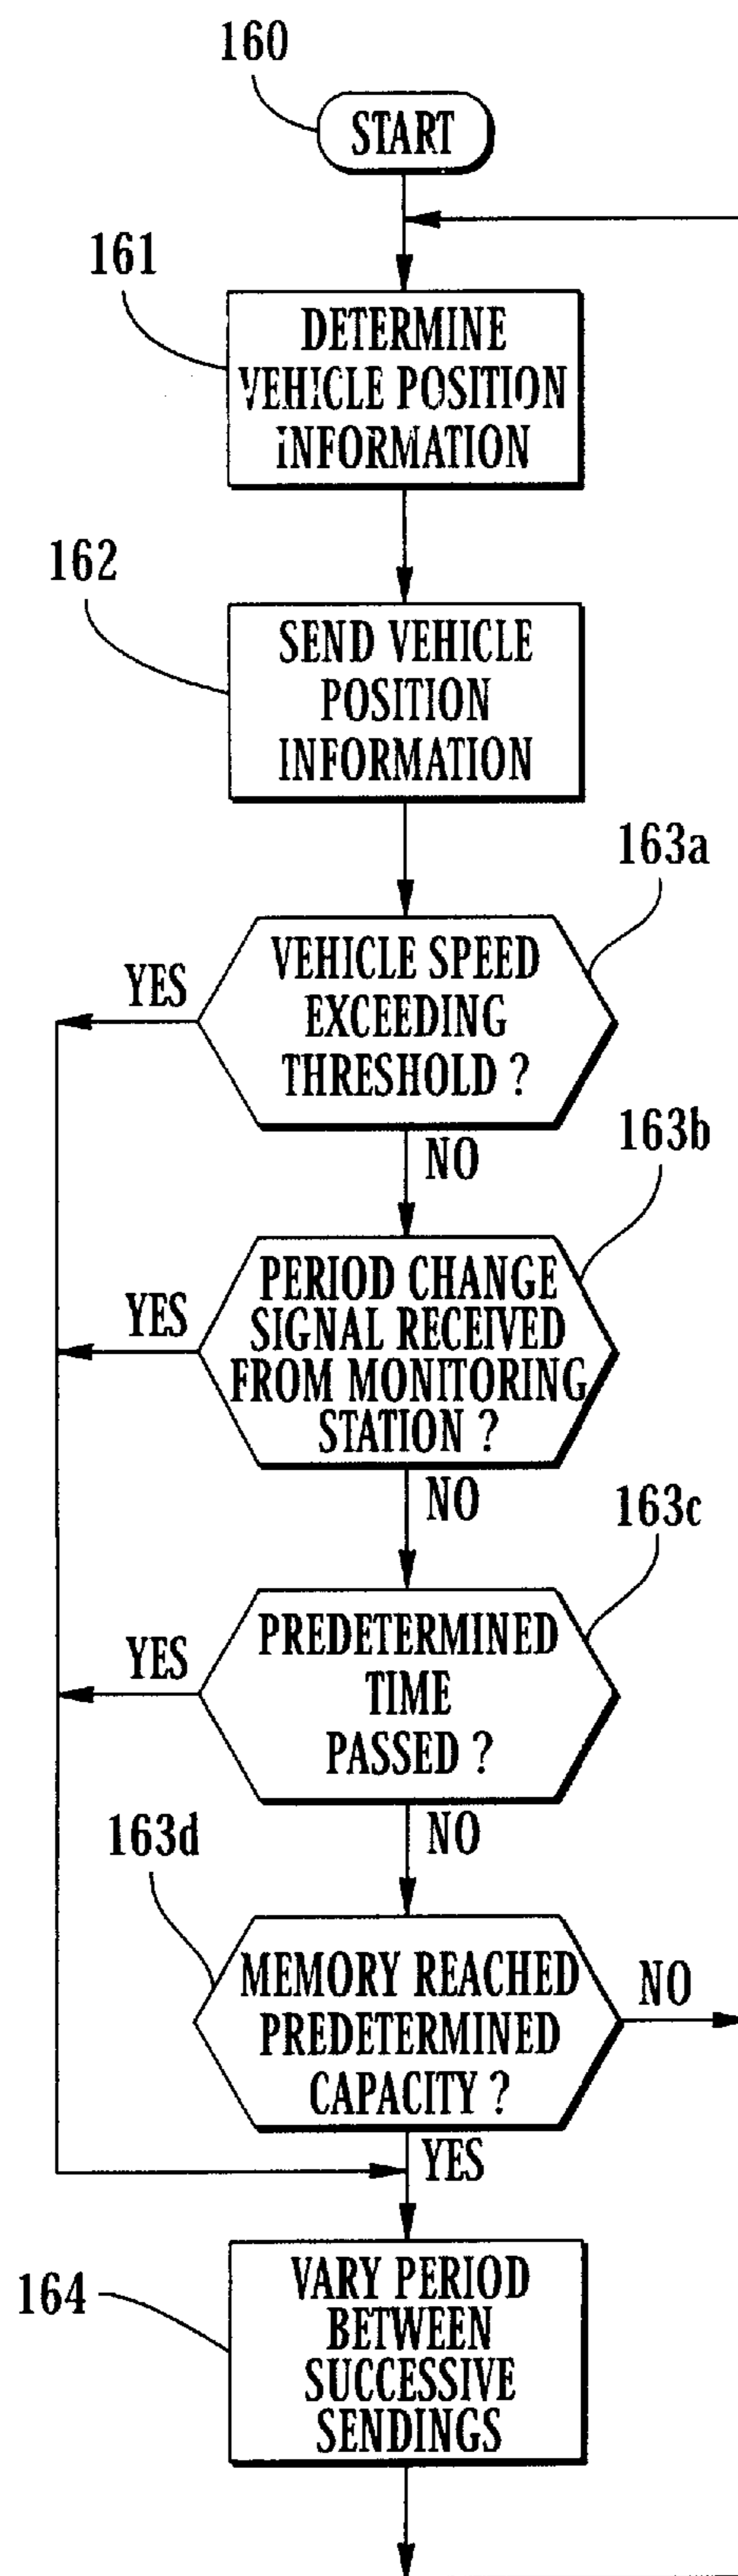 160
START
161
DETERMINE
VEHICLE POSITION
INFORMATION
162
SEND VEHICLE
POSITION
INFORMATION
163a
VEHICLE SPEED
EXCEEDING
THRESHOLD ?
YES
NO
163b
PERIOD CHANGE
SIGNAL RECEIVED
FROM MONITORING
STATION ?
YES
NO
163c
PREDETERMINED
TIME
PASSED ?
YES
NO
163d
MEMORY REACHED
PREDETERMINED
CAPACITY ?
NO
YES
164
VARY PERIOD
BETWEEN
SUCCESSIVE
SENDINGS